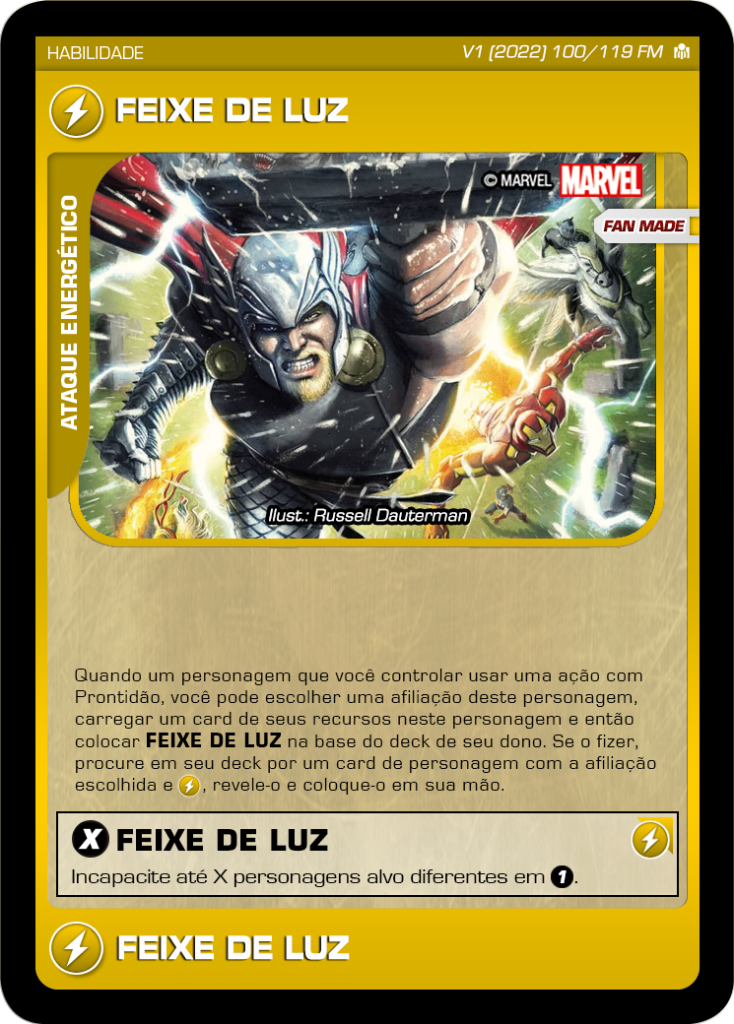 HABILIDADE
V1 (2022) 100/119 FM
FEIXE DE LUZ
© MARVEL MARVEL
FAN MADE
ATAQUE ENERGÉTICO
Ilust.: Russell Dauterman
Quando um personagem que você controlar usar uma ação com
Prontidão, você pode escolher uma afiliação deste personagem,
carregar um card de seus recursos neste personagem e então
colocar FEIXE DE LUZ na base do deck de seu dono. Se o fizer,
procure em seu deck por um card de personagem com a afiliação
escolhida e , revele-o e coloque-o em sua mão.
X FEIXE DE LUZ
Incapacite até X personagens alvo diferentes em 1.
FEIXE DE LUZ